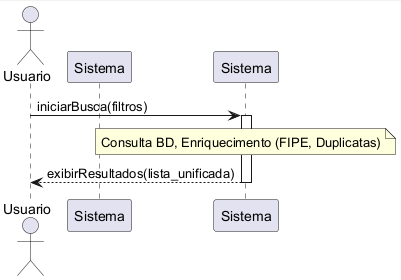 Usuario
Sistema
Sistema
iniciarBusca(filtros)
Consulta BD, Enriquecimento (FIPE, Duplicatas)
exibirResultados(lista_unificada)
Usuario
Sistema
Sistema